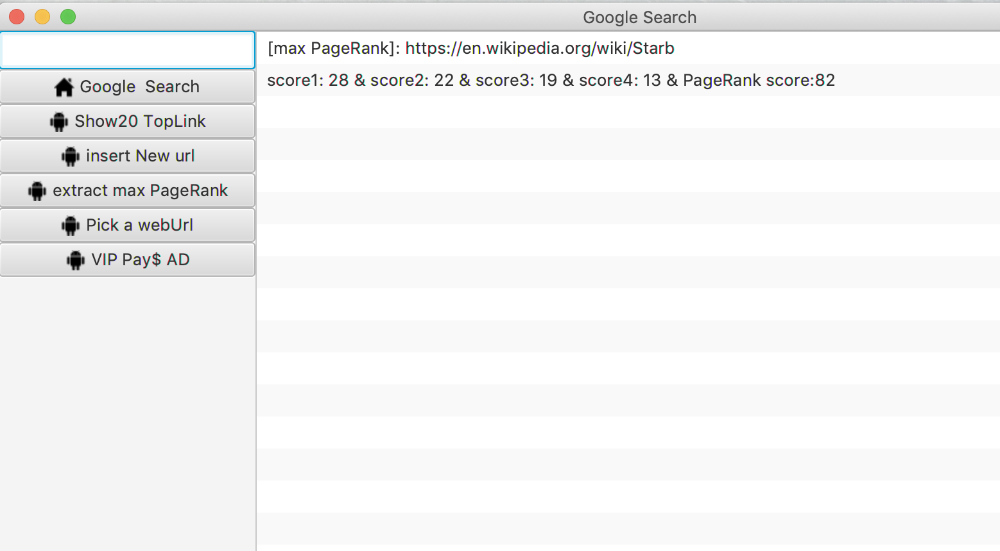 Google Search
[max PageRank]: https://en.wikipedia.org/wiki/Starb
score1: 28 & score2: 22 & score3: 19 & score4: 13 & PageRank score:82
Google  Search
Show20 TopLink
insert New url
extract max PageRank
Pick a webUrl
VIP Pay$ AD